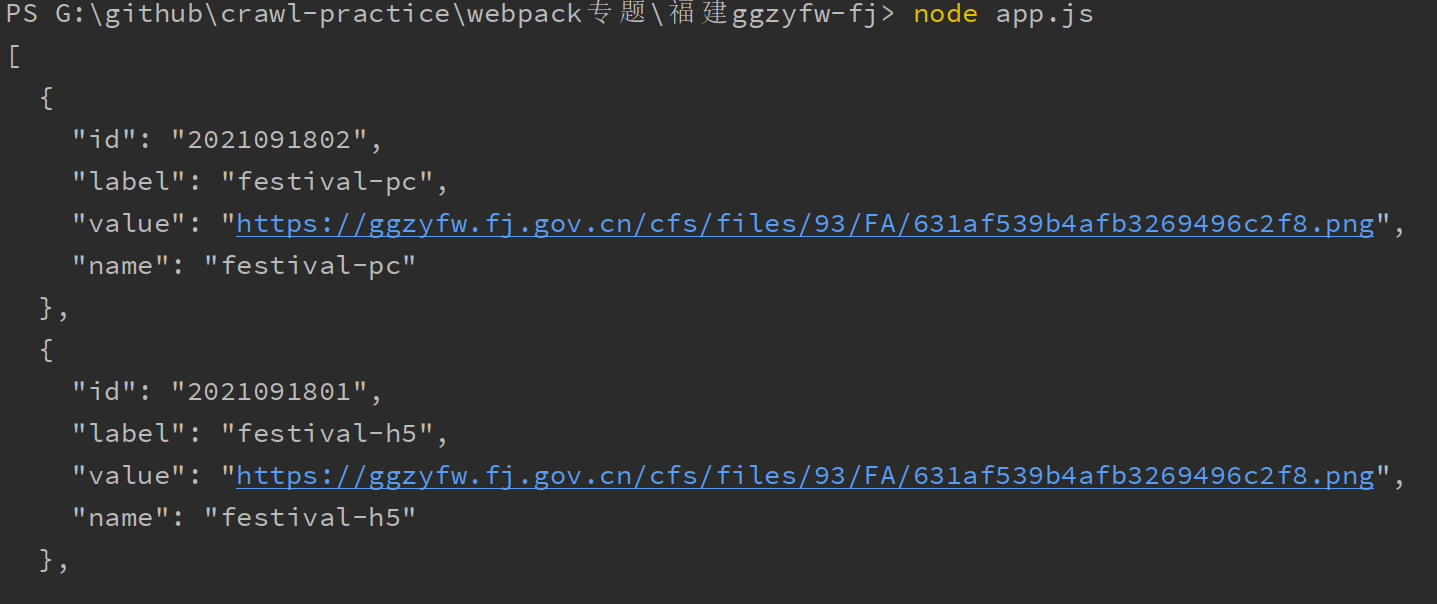 PS G:\github\crawl-practice\webpack专题\福建ggzyfw-fj> node app.js
[
  {
    "id": "2021091802",
    "label": "festival-pc",
    "value": "https://ggzyfw.fj.gov.cn/cfs/files/93/FA/631af539b4afb3269496c2f8.png",
    "name": "festival-pc"
  },
  {
    "id": "2021091801",
    "label": "festival-h5",
    "value": "https://ggzyfw.fj.gov.cn/cfs/files/93/FA/631af539b4afb3269496c2f8.png",
    "name": "festival-h5"
  },